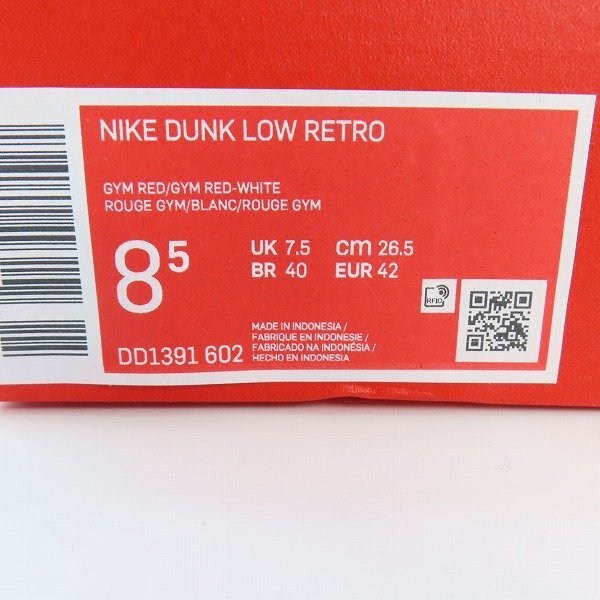 NIKE DUNK LOW RETRO
GYM RED/GYM RED-WHITE
ROUGE GYM/BLANC/ROUGE GYM
8 5
UK 7.5 cm 26.5
BR 40 EUR 42
RFID
DD1391 602
MADE IN INDONESIA /
FABRIQUE EN INDONESIE /
FABRICADO NA INDONÉSIA /
HECHO EN INDONESIA